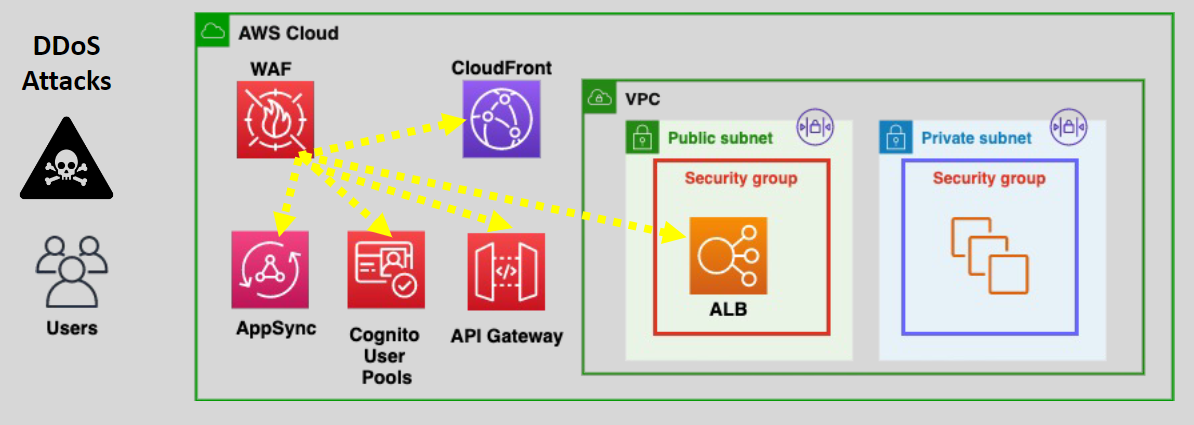 DDoS
Attacks
Users
AWS Cloud
WAF
CloudFront
AppSync
Cognito
User
Pools
API Gateway
VPC
Public subnet
Security group
ALB
Private subnet
Security group